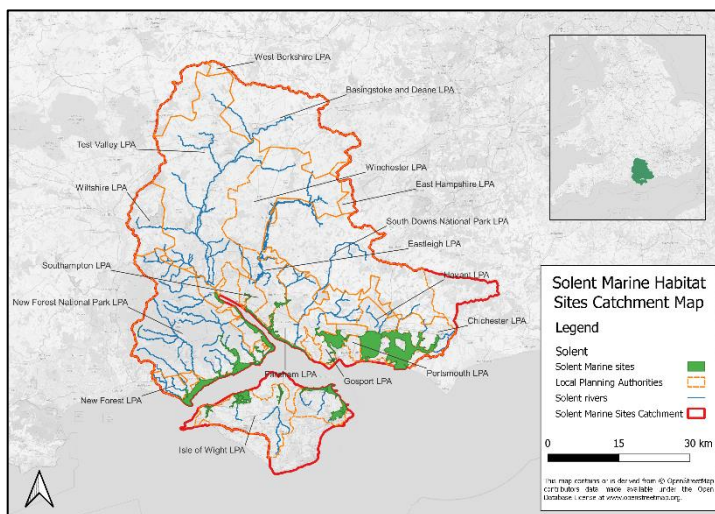 West Berkshire LPA
Basingstoke and Deane LPA
Test Valley LPA
Winchester LPA
East Hampshire LPA
Wiltshire LPA
South Downs National Park LPA
Eastleigh LPA
Southampton LPA
Havant LPA
New Forest National Park LPA
Chichester LPA
Fareham LPA
Portsmouth LPA
Gosport LPA
New Forest LPA
Isle of Wight LPA
Solent Marine Habitat
Sites Catchment Map
Legend
Solent
Solent Marine sites
Local Planning Authorities
Solent rivers
Solent Marine Sites Catchment
0 15 30 km
This map contains or is derived from © OpenStreetMap
contributors data made available under the Open
Database License at www.openstreetmap.org.